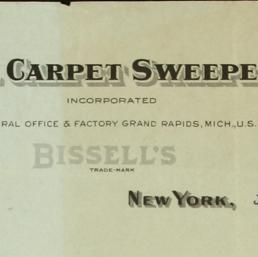 CARPET SWEEPE
INCORPORATED
RAL OFFICE & FACTORY GRAND RAPIDS, MICH., U.S.
BISSELL'S
TRADE-MARK
NEW YORK,